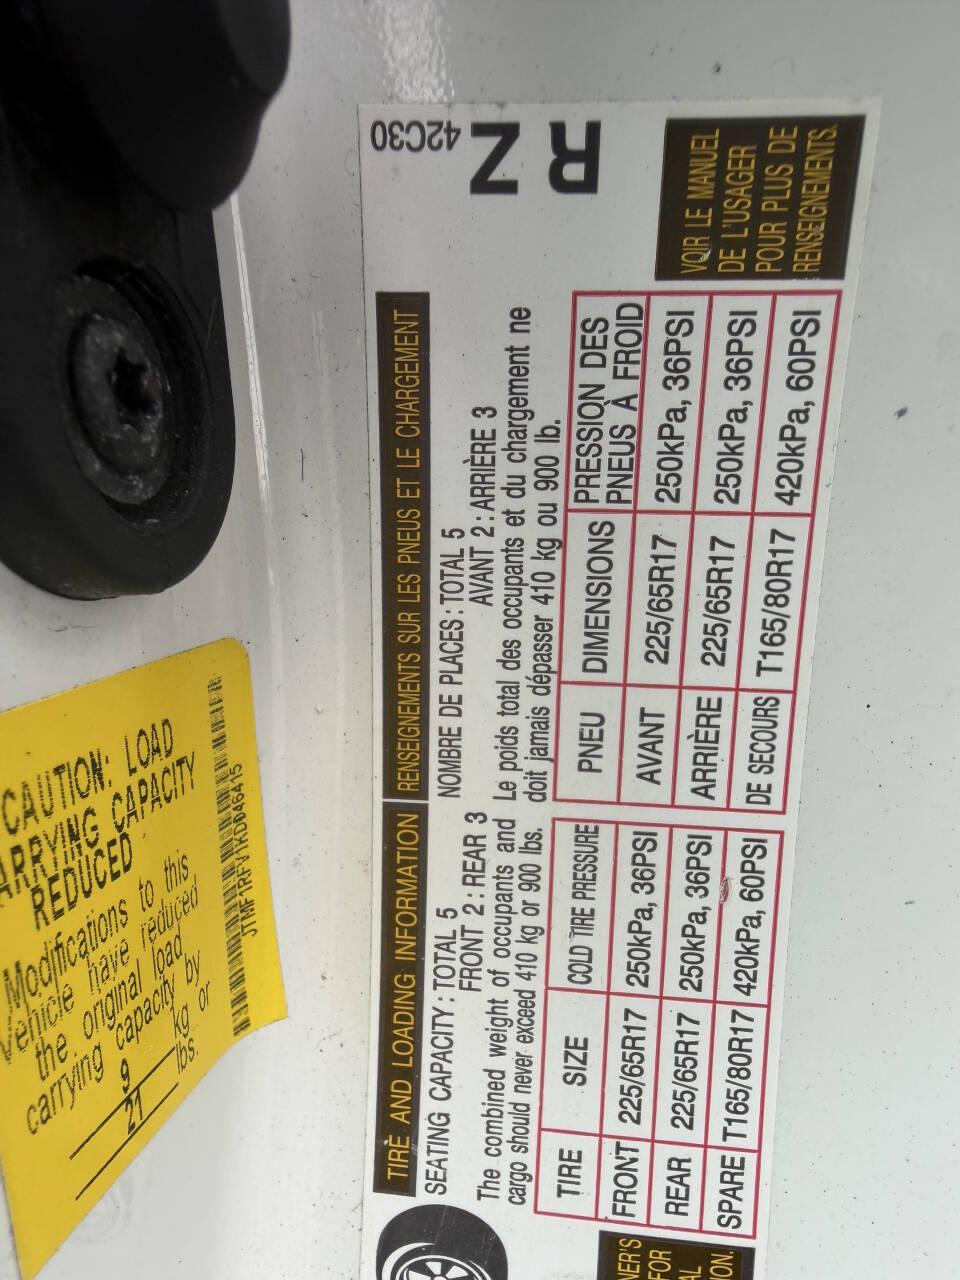 CAUTION: LOAD
CARRYING CAPACITY
REDUCED
Modifications to this
vehicle have reduced
the original load
carrying capacity by
9 kg or
21 lbs.
JTMF1RFV1KD046415
TIRE AND LOADING INFORMATION
SEATING CAPACITY : TOTAL 5
FRONT 2 : REAR 3
The combined weight of occupants and
cargo should never exceed 410 kg or 900 lbs.
TIRE SIZE COLD TIRE PRESSURE
FRONT 225/65R17 250kPa, 36PSI
REAR 225/65R17 250kPa, 36PSI
SPARE T165/80R17 420kPa, 60PSI
RENSEIGNEMENTS SUR LES PNEUS ET LE CHARGEMENT
NOMBRE DE PLACES : TOTAL 5
AVANT 2 : ARRIÈRE 3
Le poids total des occupants et du chargement ne
doit jamais dépasser 410 kg ou 900 lb.
PNEU DIMENSIONS PRESSION DES
PNEUS À FROID
AVANT 225/65R17 250kPa, 36PSI
ARRIÈRE 225/65R17 250kPa, 36PSI
DE SECOURS T165/80R17 420kPa, 60PSI
42C30
RZ
VOIR LE MANUEL
DE L'USAGER
POUR PLUS DE
RENSEIGNEMENTS.
NER'S
FOR
AL
ION.